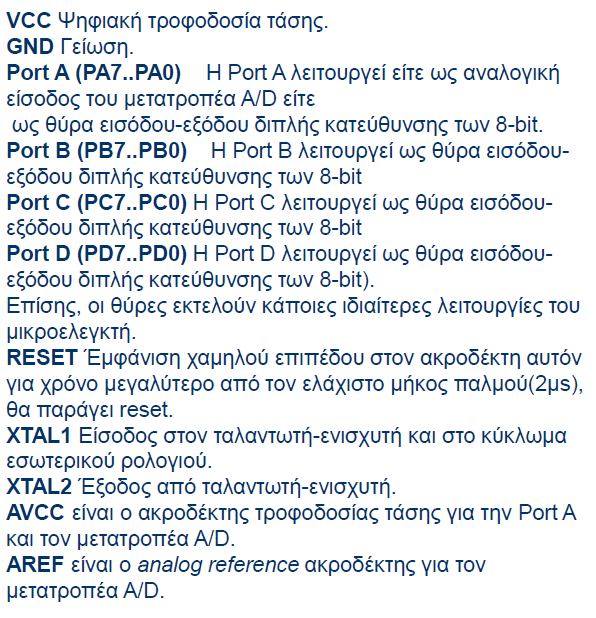 VCC Ψηφιακή τροφοδοσία τάσης.
GND Γείωση.
Port A (PA7..PA0) Η Port A λειτουργεί είτε ως αναλογική
είσοδος του μετατροπέα A/D είτε
ως θύρα εισόδου-εξόδου διπλής κατεύθυνσης των 8-bit.
Port B (PB7..PB0) Η Port B λειτουργεί ως θύρα εισόδου-
εξόδου διπλής κατεύθυνσης των 8-bit
Port C (PC7..PC0) Η Port C λειτουργεί ως θύρα εισόδου-
εξόδου διπλής κατεύθυνσης των 8-bit
Port D (PD7..PD0) Η Port D λειτουργεί ως θύρα εισόδου-
εξόδου διπλής κατεύθυνσης των 8-bit).
Επίσης, οι θύρες εκτελούν κάποιες ιδιαίτερες λειτουργίες του
μικροελεγκτή.
RESET Έμφάνιση χαμηλού επιπέδου στον ακροδέκτη αυτόν
για χρόνο μεγαλύτερο από τον ελάχιστο μήκος παλμού(2μs),
θα παράγει reset.
XTAL1 Είσοδος στον ταλαντωτή-ενισχυτή και στο κύκλωμα
εσωτερικού ρολογιού.
XTAL2 Έξοδος από ταλαντωτή-ενισχυτή.
AVCC είναι ο ακροδέκτης τροφοδοσίας τάσης για την Port A
και τον μετατροπέα A/D.
AREF είναι ο analog reference ακροδέκτης για τον
μετατροπέα A/D.